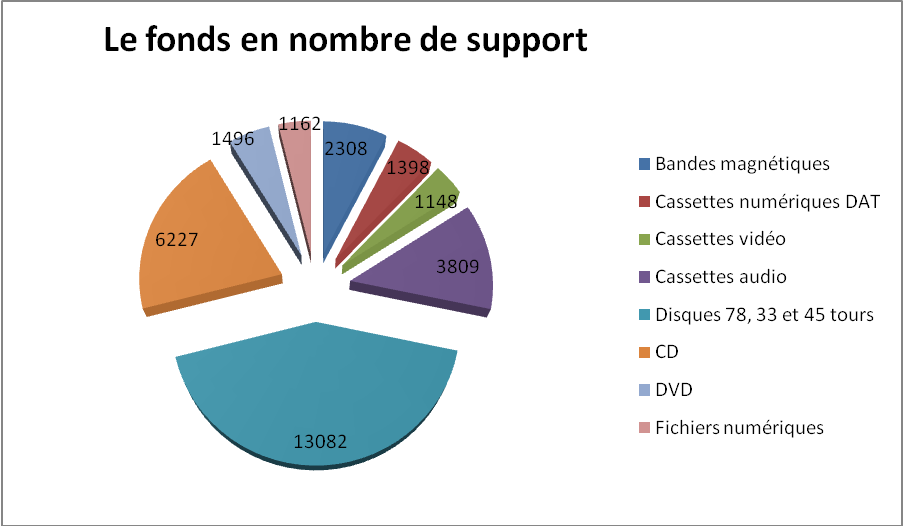 Le fonds en nombre de support
1496
1162
2308
1398
1148
6227
3809
13082
Bandes magnétiques
Cassettes numériques DAT
Cassettes vidéo
Cassettes audio
Disques 78, 33 et 45 tours
CD
DVD
Fichiers numériques